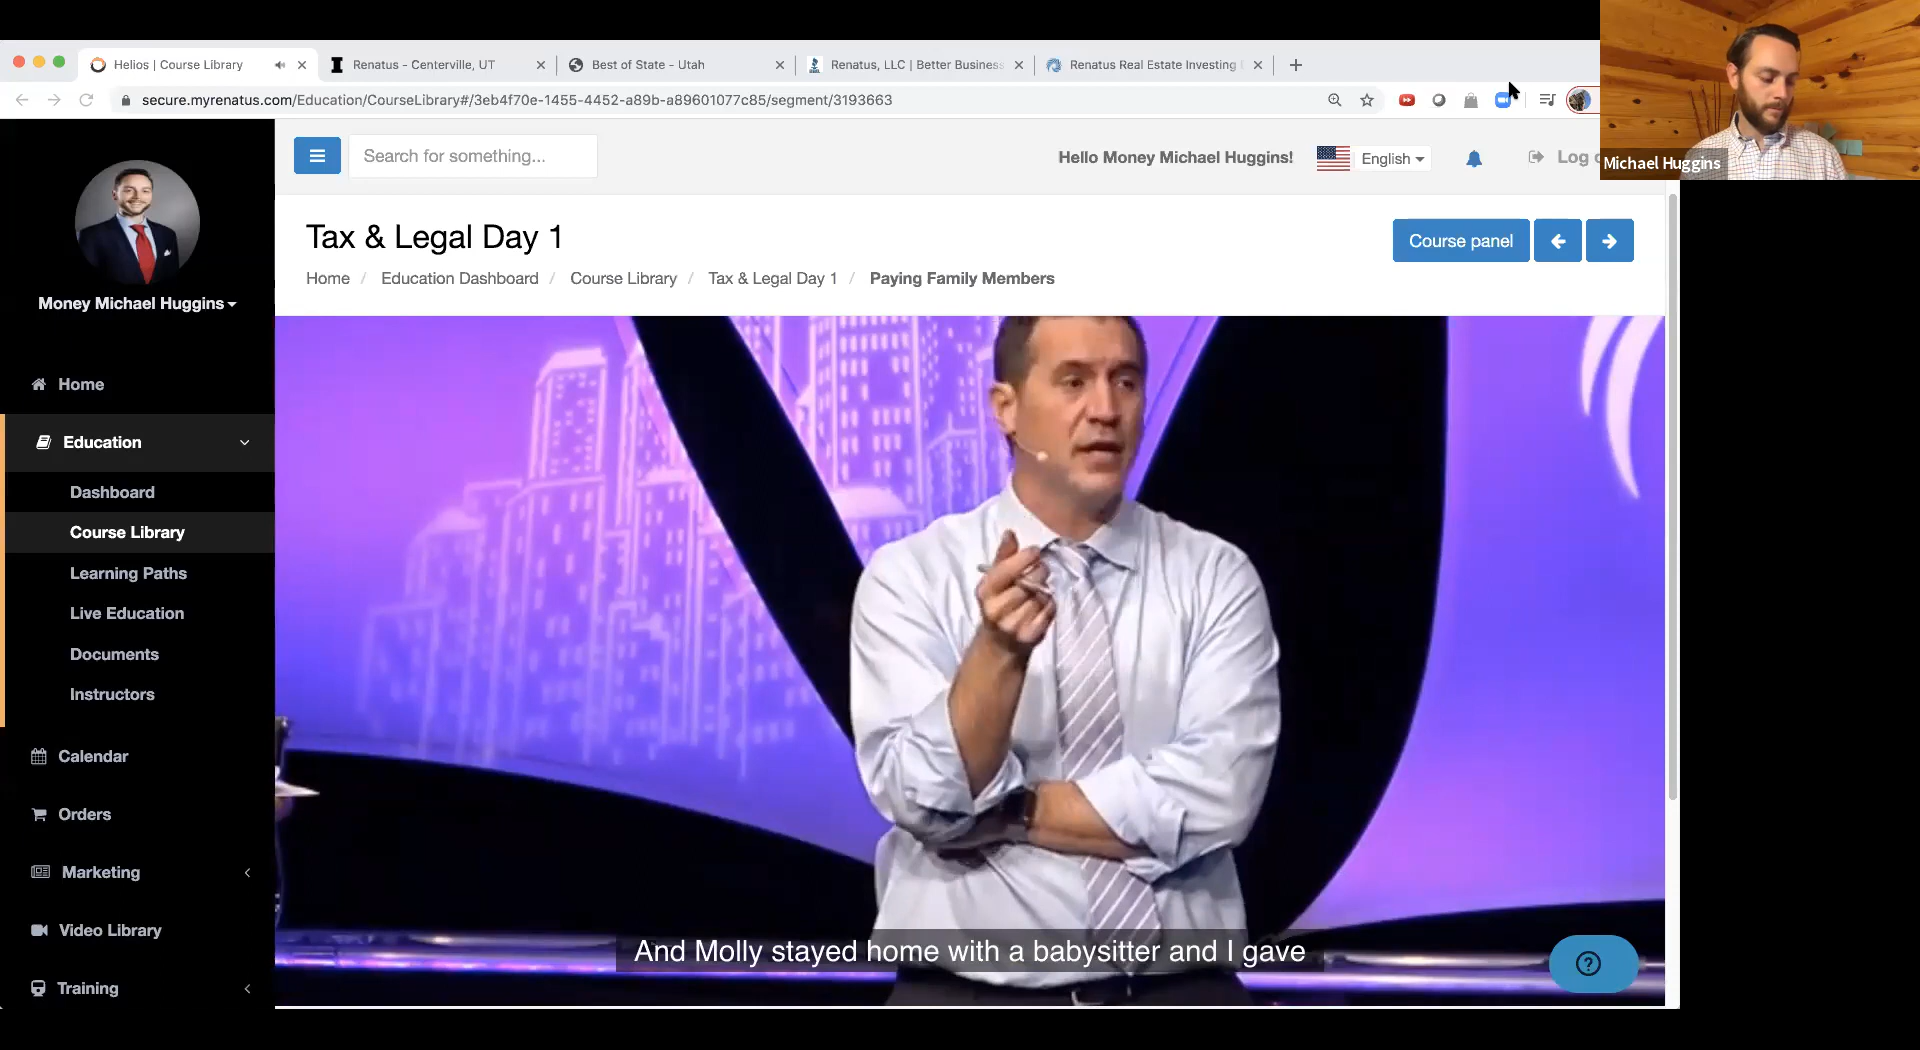 Helios | Course Library
Renatus - Centerville, UT
Best of State - Utah
Renatus, LLC | Better Business
Renatus Real Estate Investing
secure.myrenatus.com/Education/CourseLibrary#/3eb4f70e-1455-4452-a89b-a89601077c85/segment/3193663
Search for something...
Hello Money Michael Huggins!
English
Log
Michael Huggins
Money Michael Huggins
Home
Education
Dashboard
Course Library
Learning Paths
Live Education
Documents
Instructors
Calendar
Orders
Marketing
Video Library
Training
Tax & Legal Day 1
Course panel
Home / Education Dashboard / Course Library / Tax & Legal Day 1 / Paying Family Members
And Molly stayed home with a babysitter and I gave